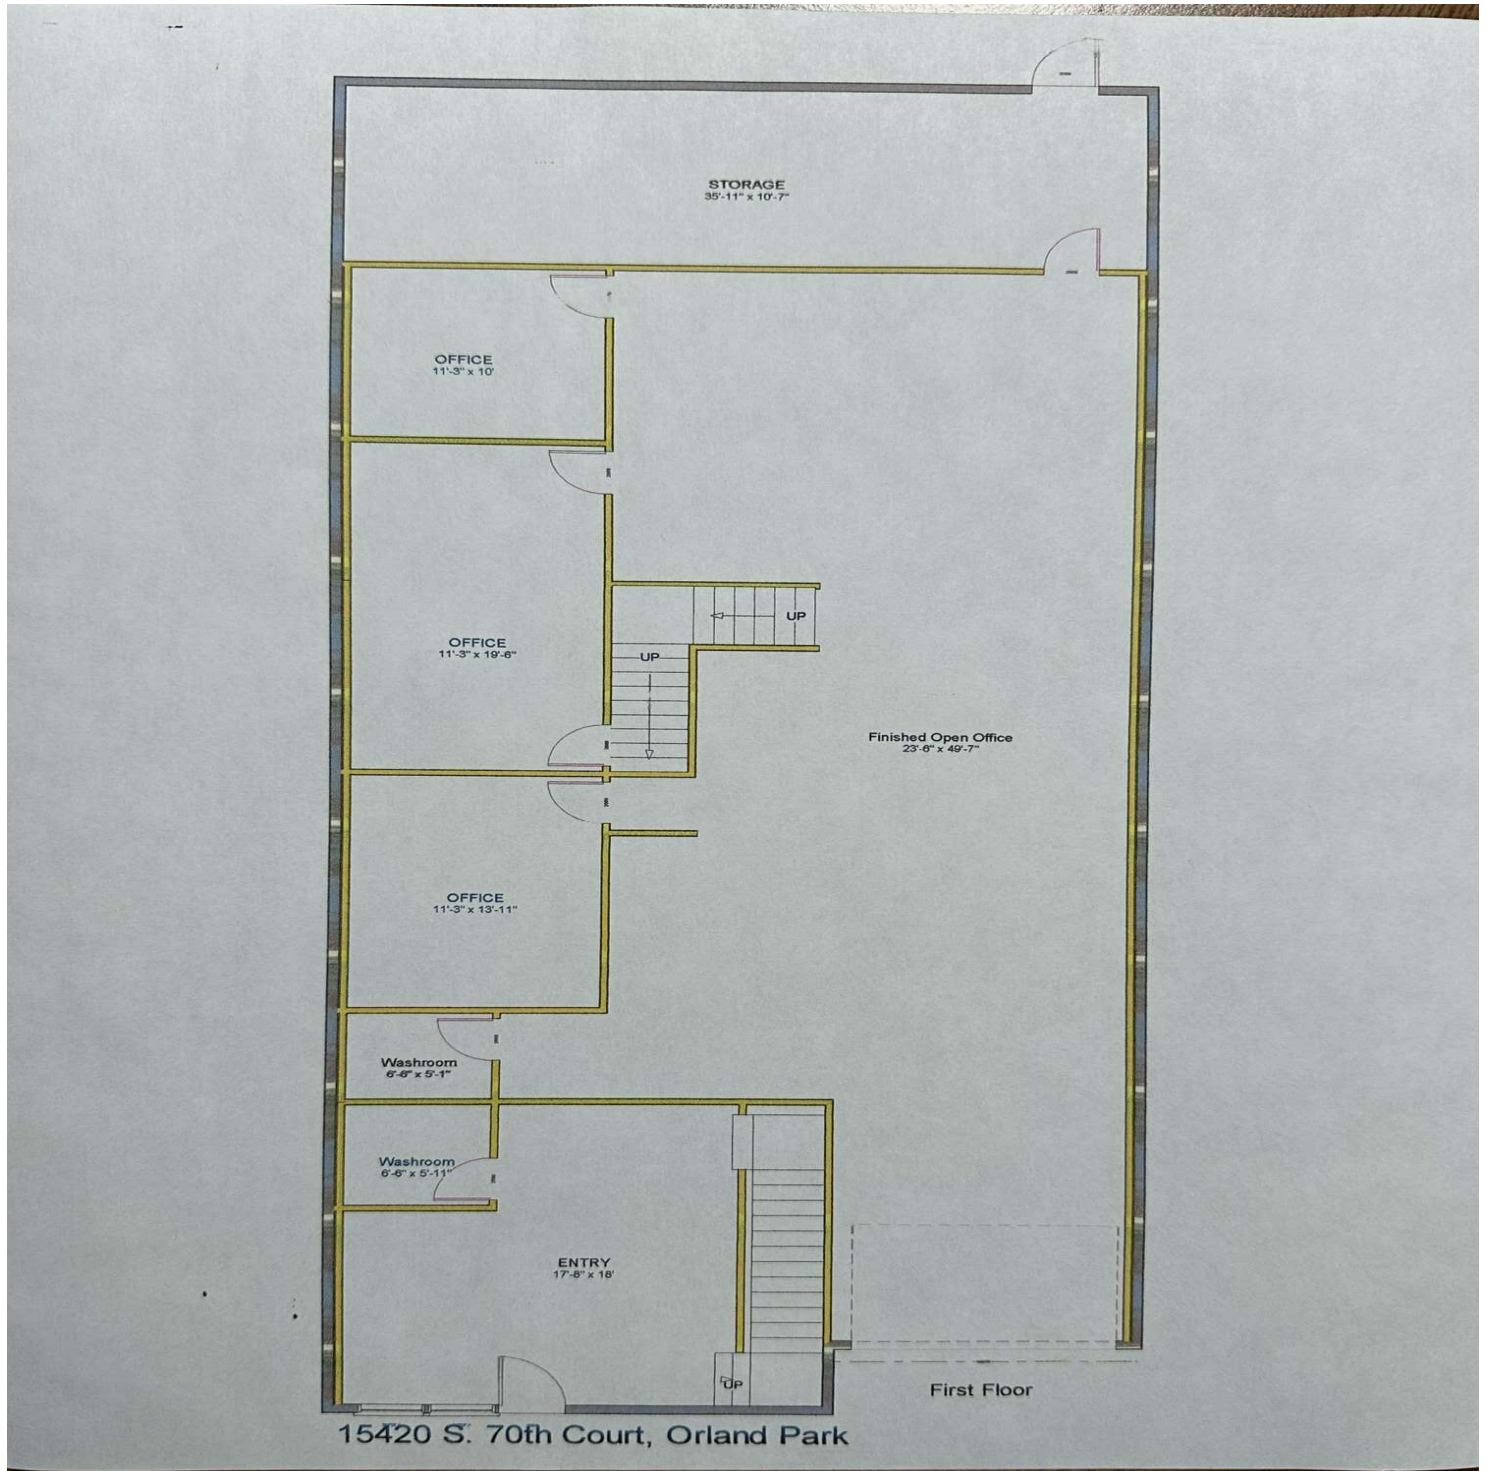 STORAGE
35'-11" x 10'-7"
OFFICE
11'-3" x 10'
OFFICE
11'-3" x 19'-6"
UP
UP
Finished Open Office
23'-6" x 49'-7"
OFFICE
11'-3" x 13'-11"
Washroom
6'-6" x 5'-1"
Washroom
6'-6" x 5'-11"
ENTRY
17'-8" x 18'
UP
First Floor
15420 S. 70th Court, Orland Park